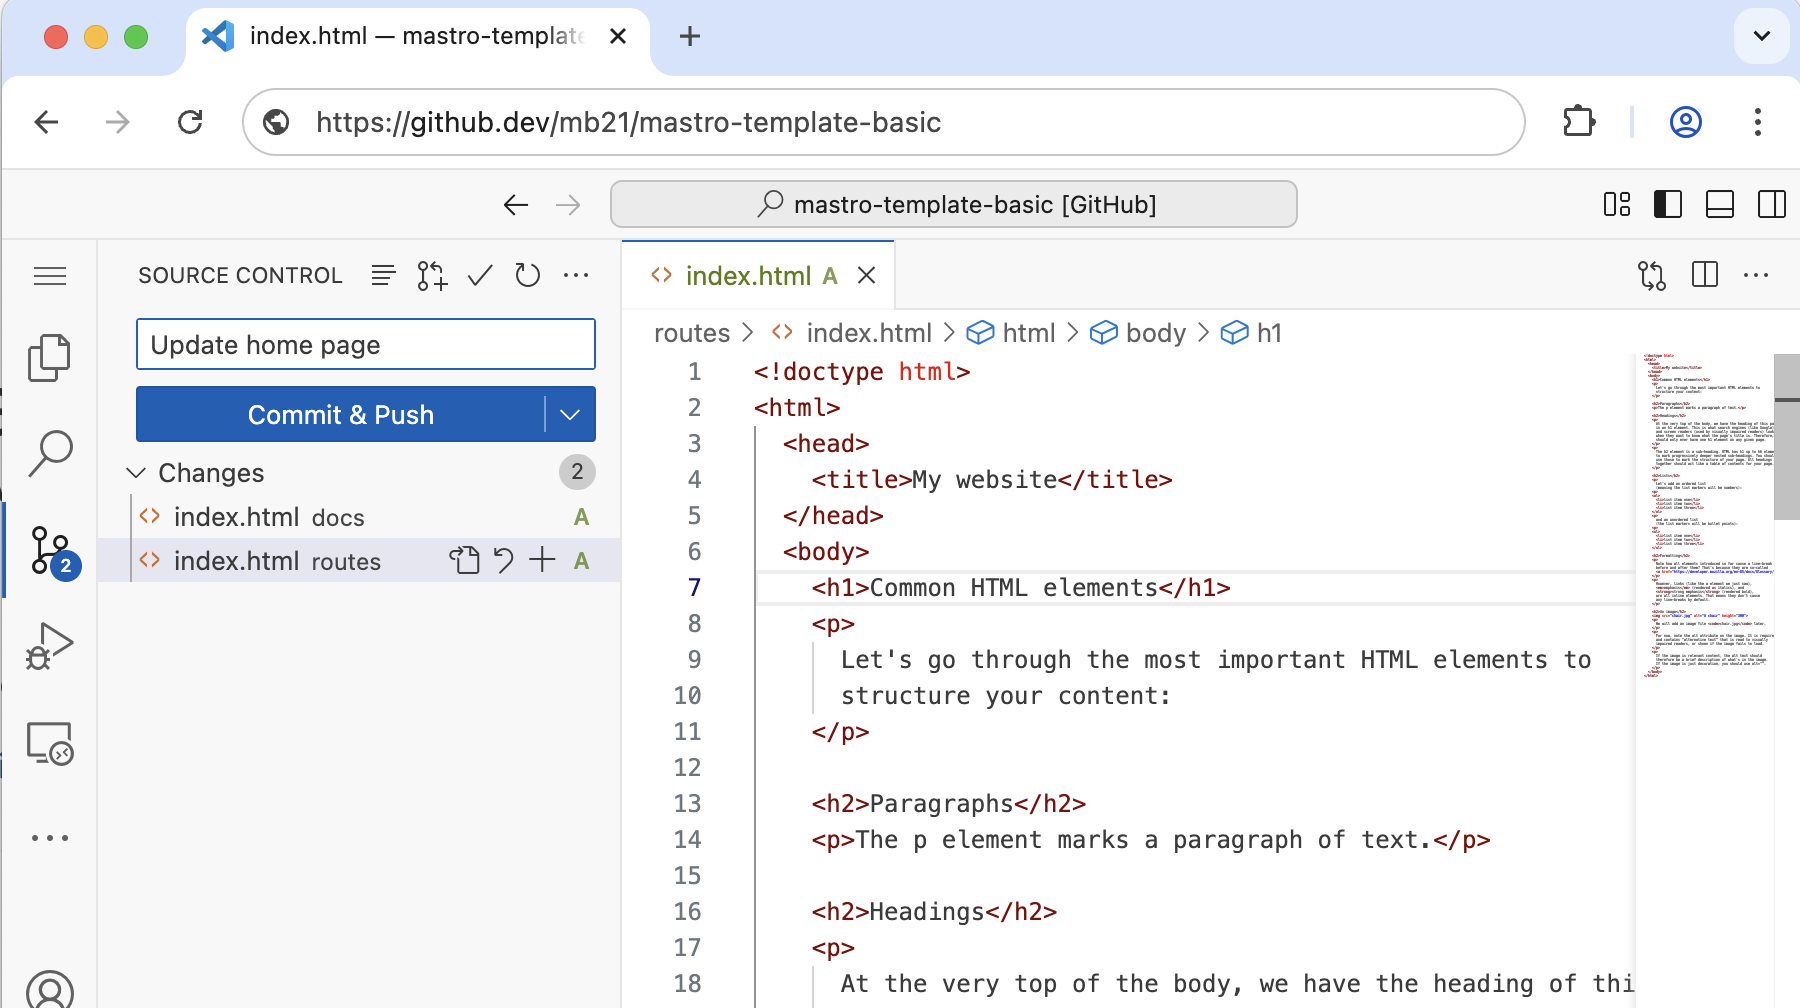 index.html — mastro-template
https://github.dev/mb21/mastro-template-basic
mastro-template-basic [GitHub]
SOURCE CONTROL
Update home page
Commit & Push
Changes 2
index.html docs A
index.html routes A
2
index.html A
routes > index.html > html > body > h1
1 <!doctype html>
2 <html>
3 <head>
4 <title>My website</title>
5 </head>
6 <body>
7 <h1>Common HTML elements</h1>
8 <p>
9 Let's go through the most important HTML elements to
10 structure your content:
11 </p>
12
13 <h2>Paragraphs</h2>
14 <p>The p element marks a paragraph of text.</p>
15
16 <h2>Headings</h2>
17 <p>
18 At the very top of the body, we have the heading of thi